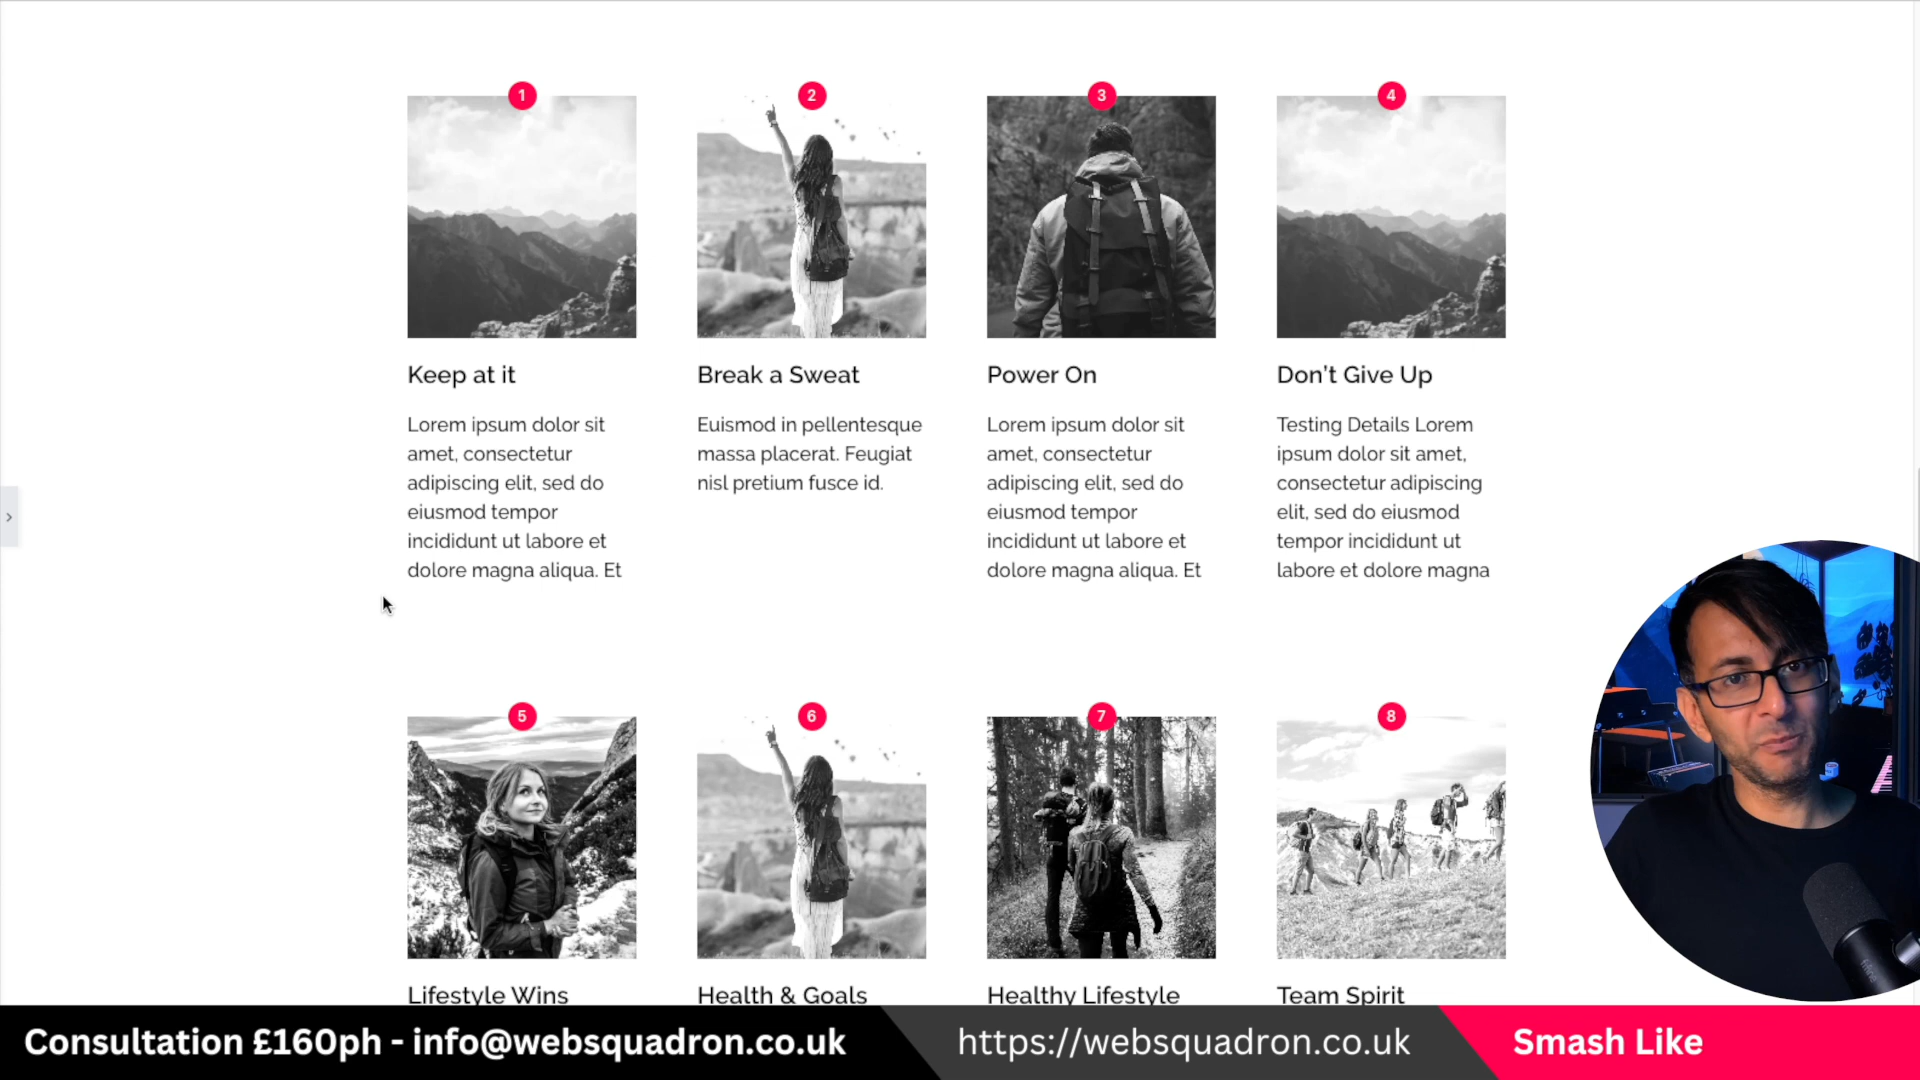 1
2
3
4
Keep at it
Lorem ipsum dolor sit
amet, consectetur
adipiscing elit, sed do
eiusmod tempor
incididunt ut labore et
dolore magna aliqua. Et
Break a Sweat
Euismod in pellentesque
massa placerat. Feugiat
nisl pretium fusce id.
Power On
Lorem ipsum dolor sit
amet, consectetur
adipiscing elit, sed do
eiusmod tempor
incididunt ut labore et
dolore magna aliqua. Et
Don't Give Up
Testing Details Lorem
ipsum dolor sit amet,
consectetur adipiscing
elit, sed do eiusmod
tempor incididunt ut
labore et dolore magna
5
6
7
8
Lifestyle Wins
Health & Goals
Healthy Lifestyle
Team Spirit
Consultation £160ph - info@websquadron.co.uk
https://websquadron.co.uk
Smash Like